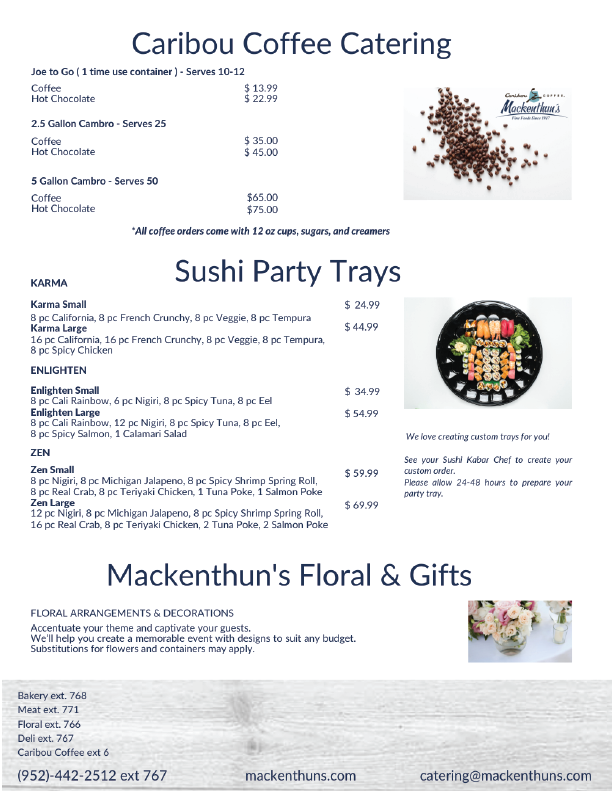 Caribou Coffee Catering
Joe to Go ( 1 time use container ) - Serves 10-12
Coffee $ 13.99
Hot Chocolate $ 22.99
Caribou COFFEE.
Mackenthun's
Fine Foods Since 1917
2.5 Gallon Cambro - Serves 25
Coffee $ 35.00
Hot Chocolate $ 45.00
5 Gallon Cambro - Serves 50
Coffee $65.00
Hot Chocolate $75.00
*All coffee orders come with 12 oz cups, sugars, and creamers
Sushi Party Trays
KARMA
Karma Small $ 24.99
8 pc California, 8 pc French Crunchy, 8 pc Veggie, 8 pc Tempura
Karma Large $ 44.99
16 pc California, 16 pc French Crunchy, 8 pc Veggie, 8 pc Tempura,
8 pc Spicy Chicken
ENLIGHTEN
Enlighten Small $ 34.99
8 pc Cali Rainbow, 6 pc Nigiri, 8 pc Spicy Tuna, 8 pc Eel
Enlighten Large $ 54.99
8 pc Cali Rainbow, 12 pc Nigiri, 8 pc Spicy Tuna, 8 pc Eel,
8 pc Spicy Salmon, 1 Calamari Salad
ZEN
Zen Small $ 59.99
8 pc Nigiri, 8 pc Michigan Jalapeno, 8 pc Spicy Shrimp Spring Roll,
8 pc Real Crab, 8 pc Teriyaki Chicken, 1 Tuna Poke, 1 Salmon Poke
Zen Large $ 69.99
12 pc Nigiri, 8 pc Michigan Jalapeno, 8 pc Spicy Shrimp Spring Roll,
16 pc Real Crab, 8 pc Teriyaki Chicken, 2 Tuna Poke, 2 Salmon Poke
We love creating custom trays for you!
See your Sushi Kabar Chef to create your
custom order.
Please allow 24-48 hours to prepare your
party tray.
Mackenthun's Floral & Gifts
FLORAL ARRANGEMENTS & DECORATIONS
Accentuate your theme and captivate your guests.
We'll help you create a memorable event with designs to suit any budget.
Substitutions for flowers and containers may apply.
Bakery ext. 768
Meat ext. 771
Floral ext. 766
Deli ext. 767
Caribou Coffee ext 6
(952)-442-2512 ext 767 mackenthuns.com catering@mackenthuns.com